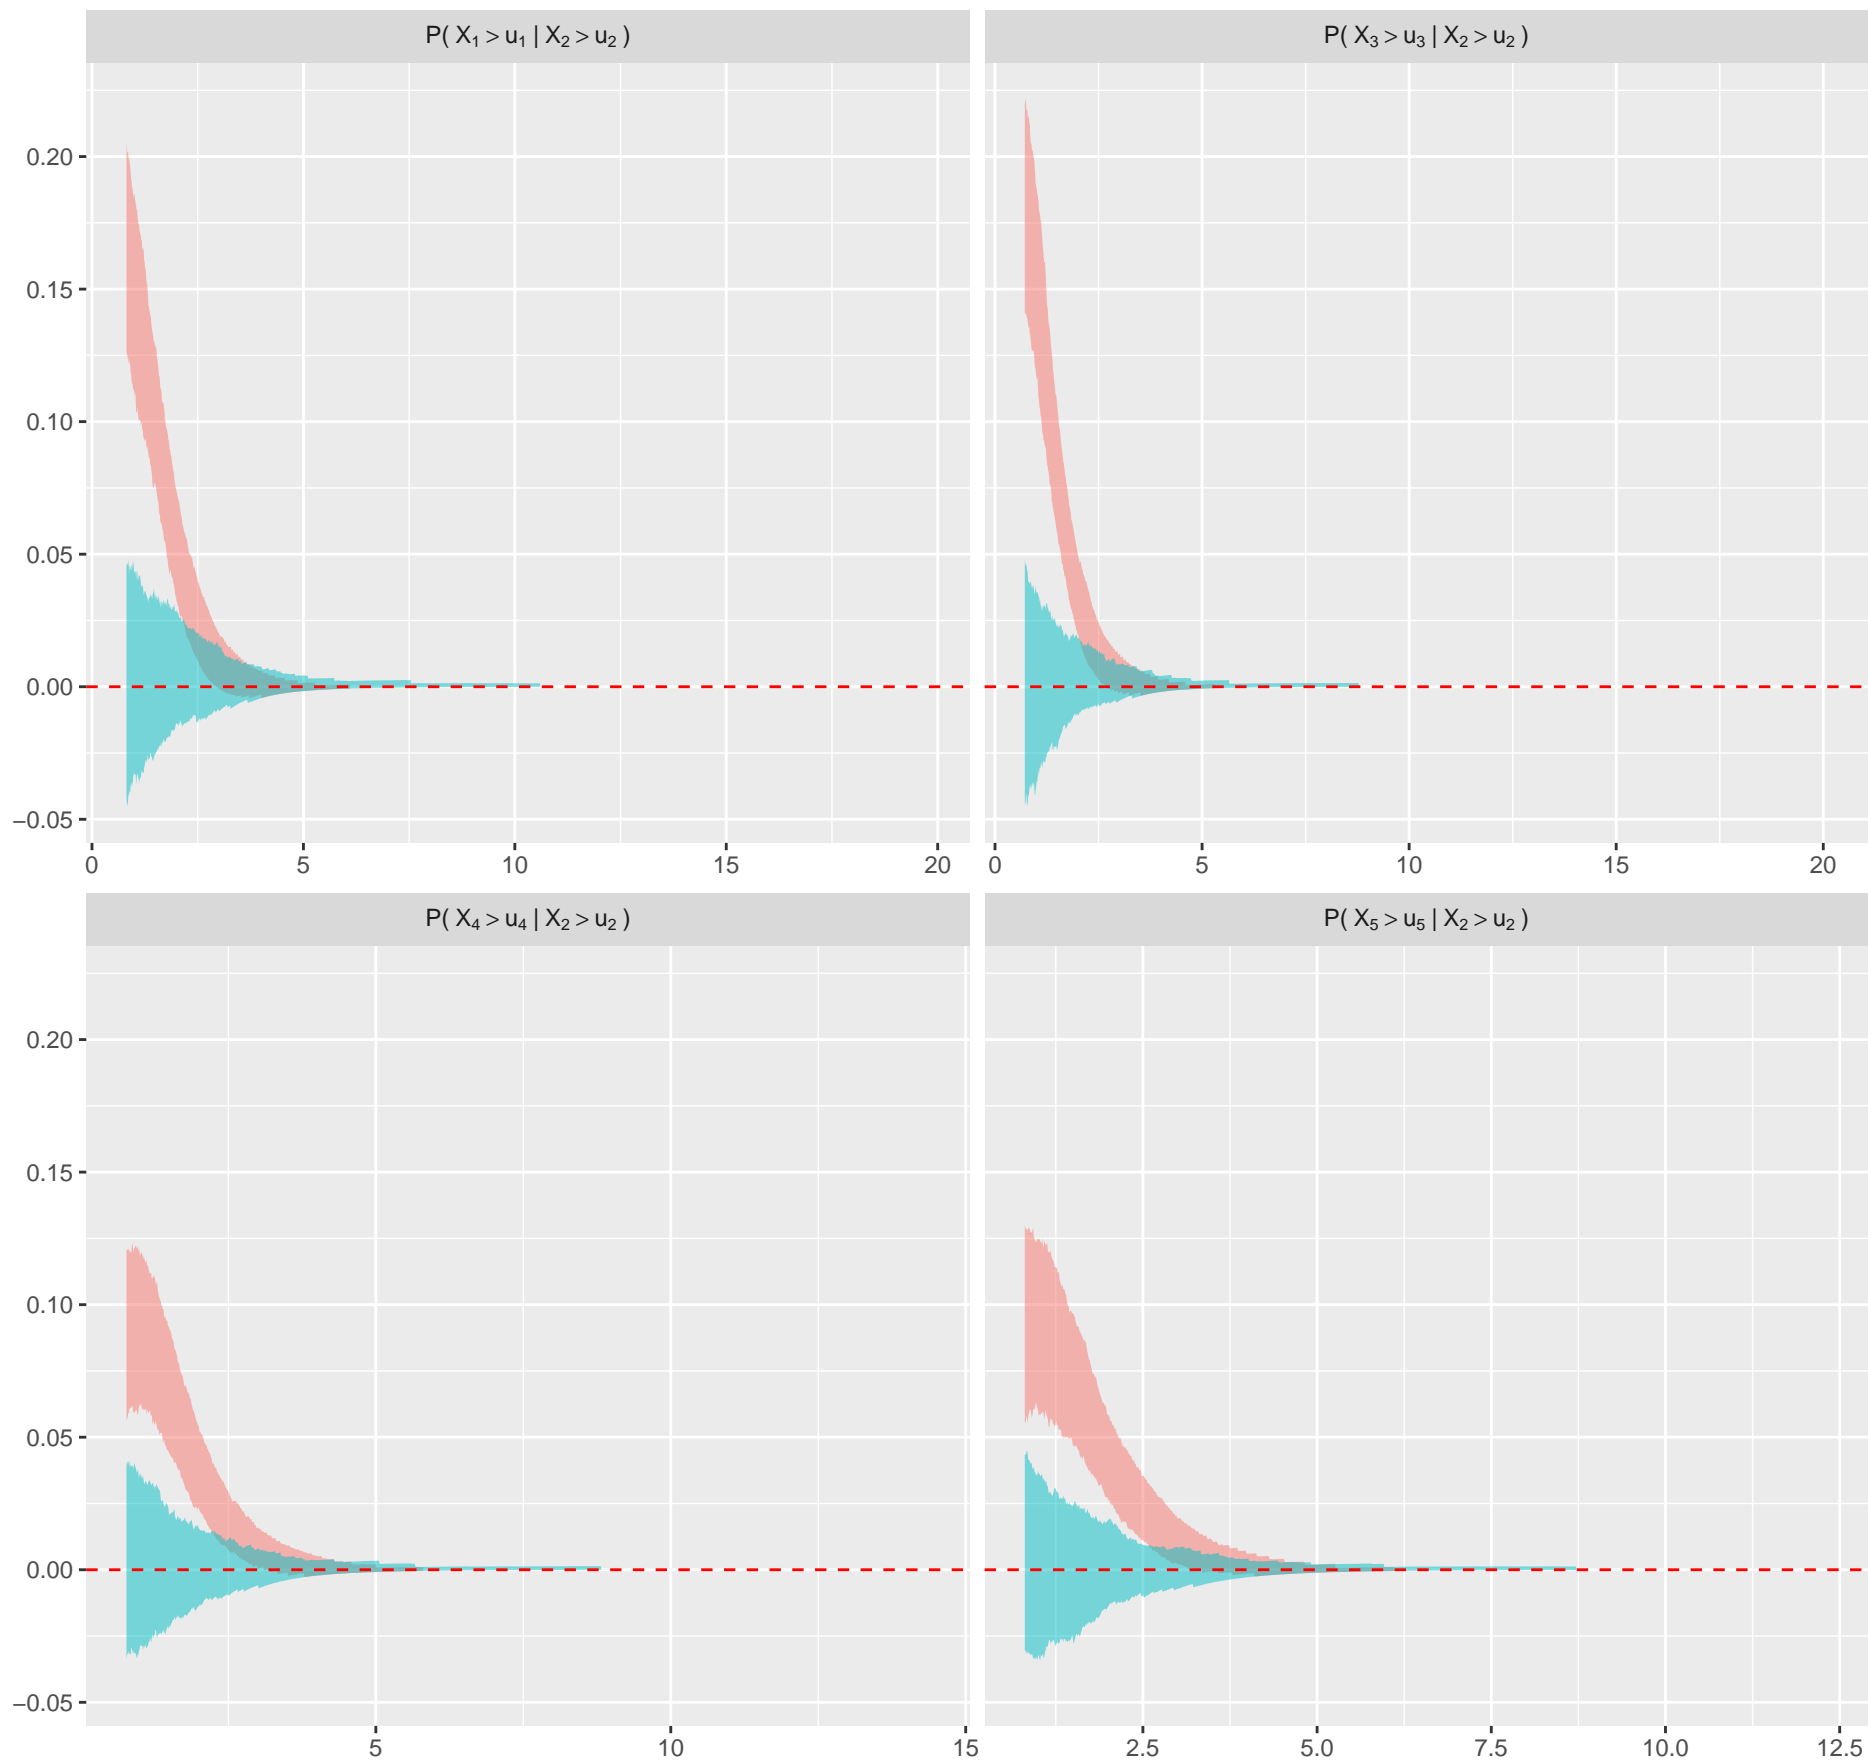 P( X₁ > u₁ | X₂ > u₂ )
P( X₃ > u₃ | X₂ > u₂ )
0.20
0.15
0.10
0.05
0.00
−0.05
0 5 10 15 20
0 5 10 15 20
P( X₄ > u₄ | X₂ > u₂ )
P( X₅ > u₅ | X₂ > u₂ )
0.20
0.15
0.10
0.05
0.00
−0.05
5 10 15
2.5 5.0 7.5 10.0 12.5